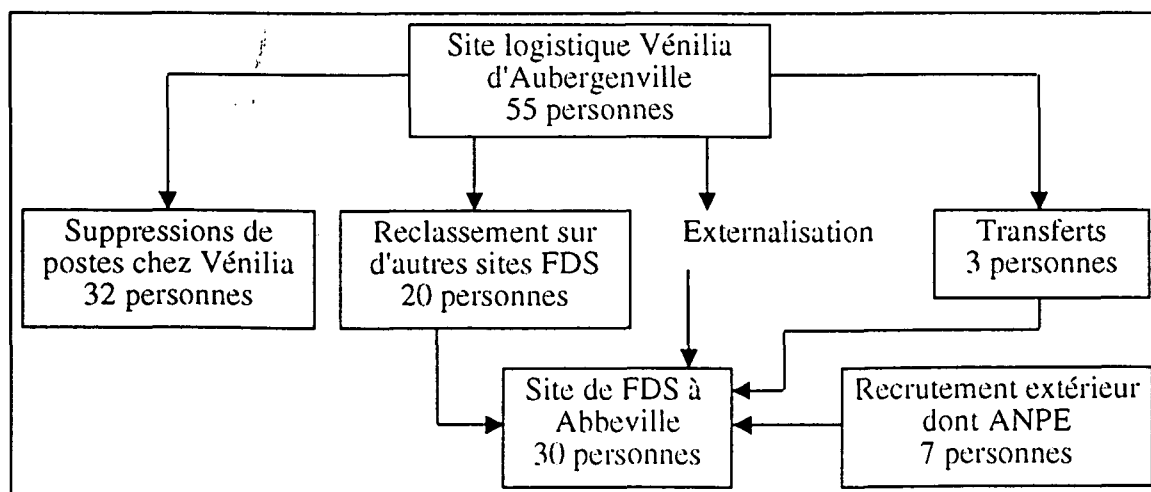 Site logistique Vénilia
d'Aubergenville
55 personnes
Suppressions de
postes chez Vénilia
32 personnes
Reclassement sur
d'autres sites FDS
20 personnes
Externalisation
Transferts
3 personnes
Site de FDS à
Abbeville
30 personnes
Recrutement extérieur
dont ANPE
7 personnes